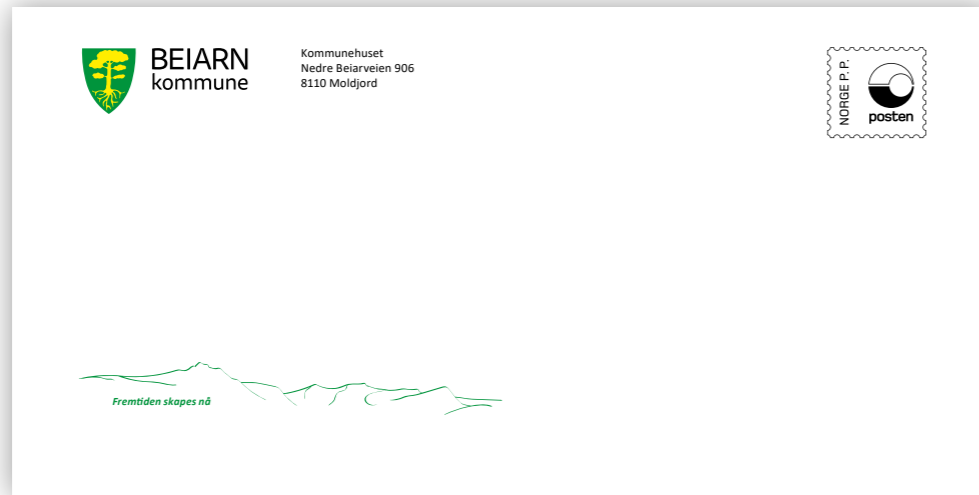 BEIARN
kommune
Kommunehuset
Nedre Beiarveien 906
8110 Moldjord
NORGE P. P.
posten
Fremtiden skapes nå